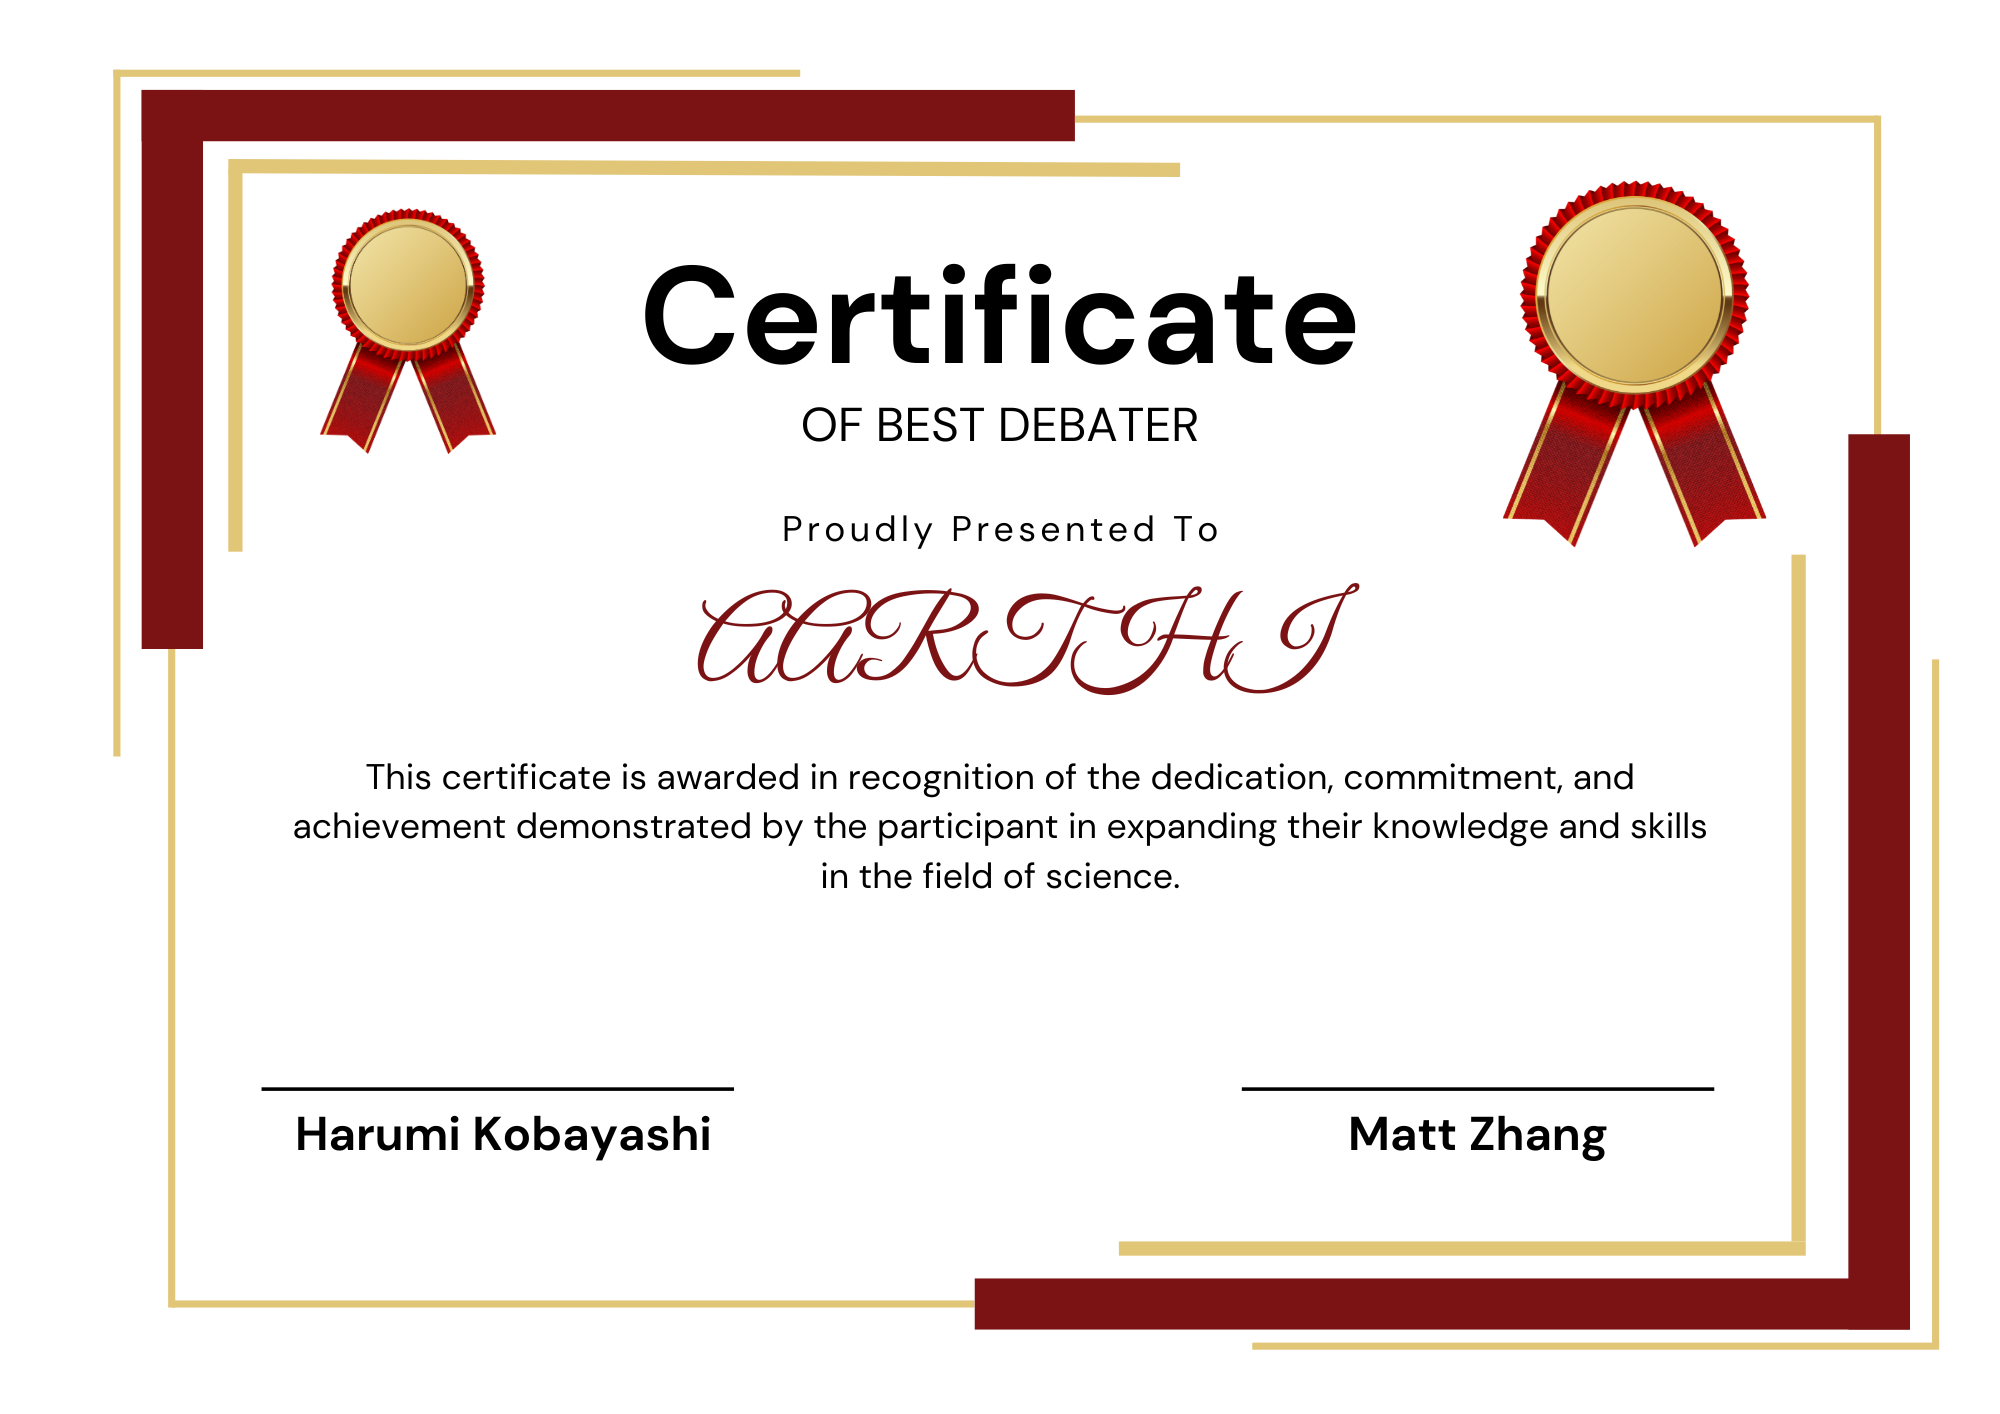 Certificate
OF BEST DEBATER
Proudly Presented To
AARTHI
This certificate is awarded in recognition of the dedication, commitment, and
achievement demonstrated by the participant in expanding their knowledge and skills
in the field of science.
Harumi Kobayashi
Matt Zhang